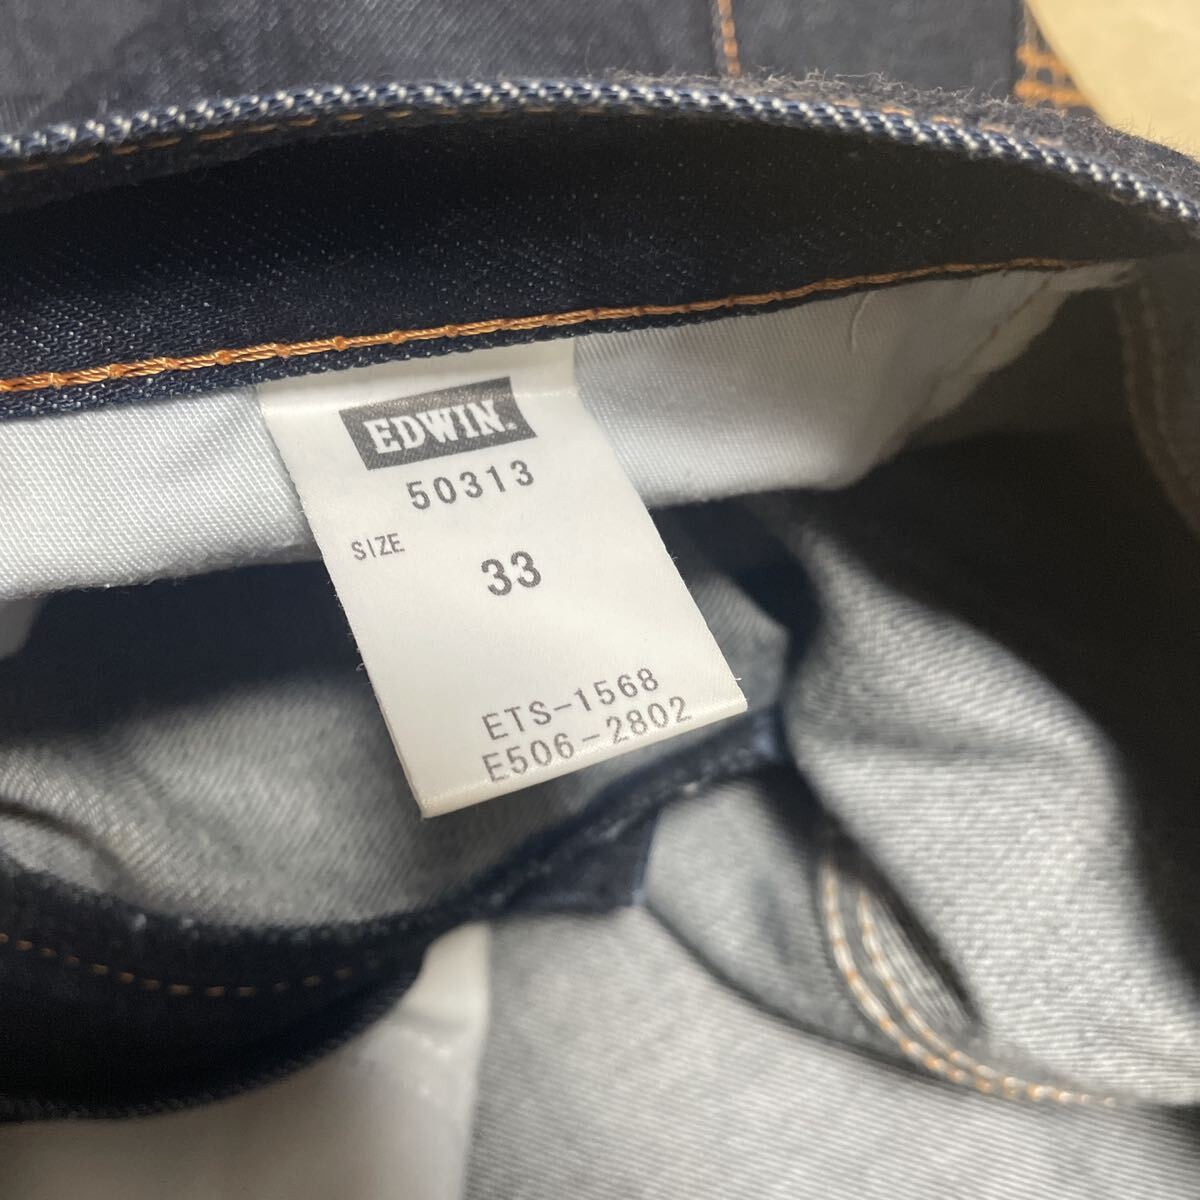 EDWIN.
50313
SIZE
33
ETS-1568
E506-2802